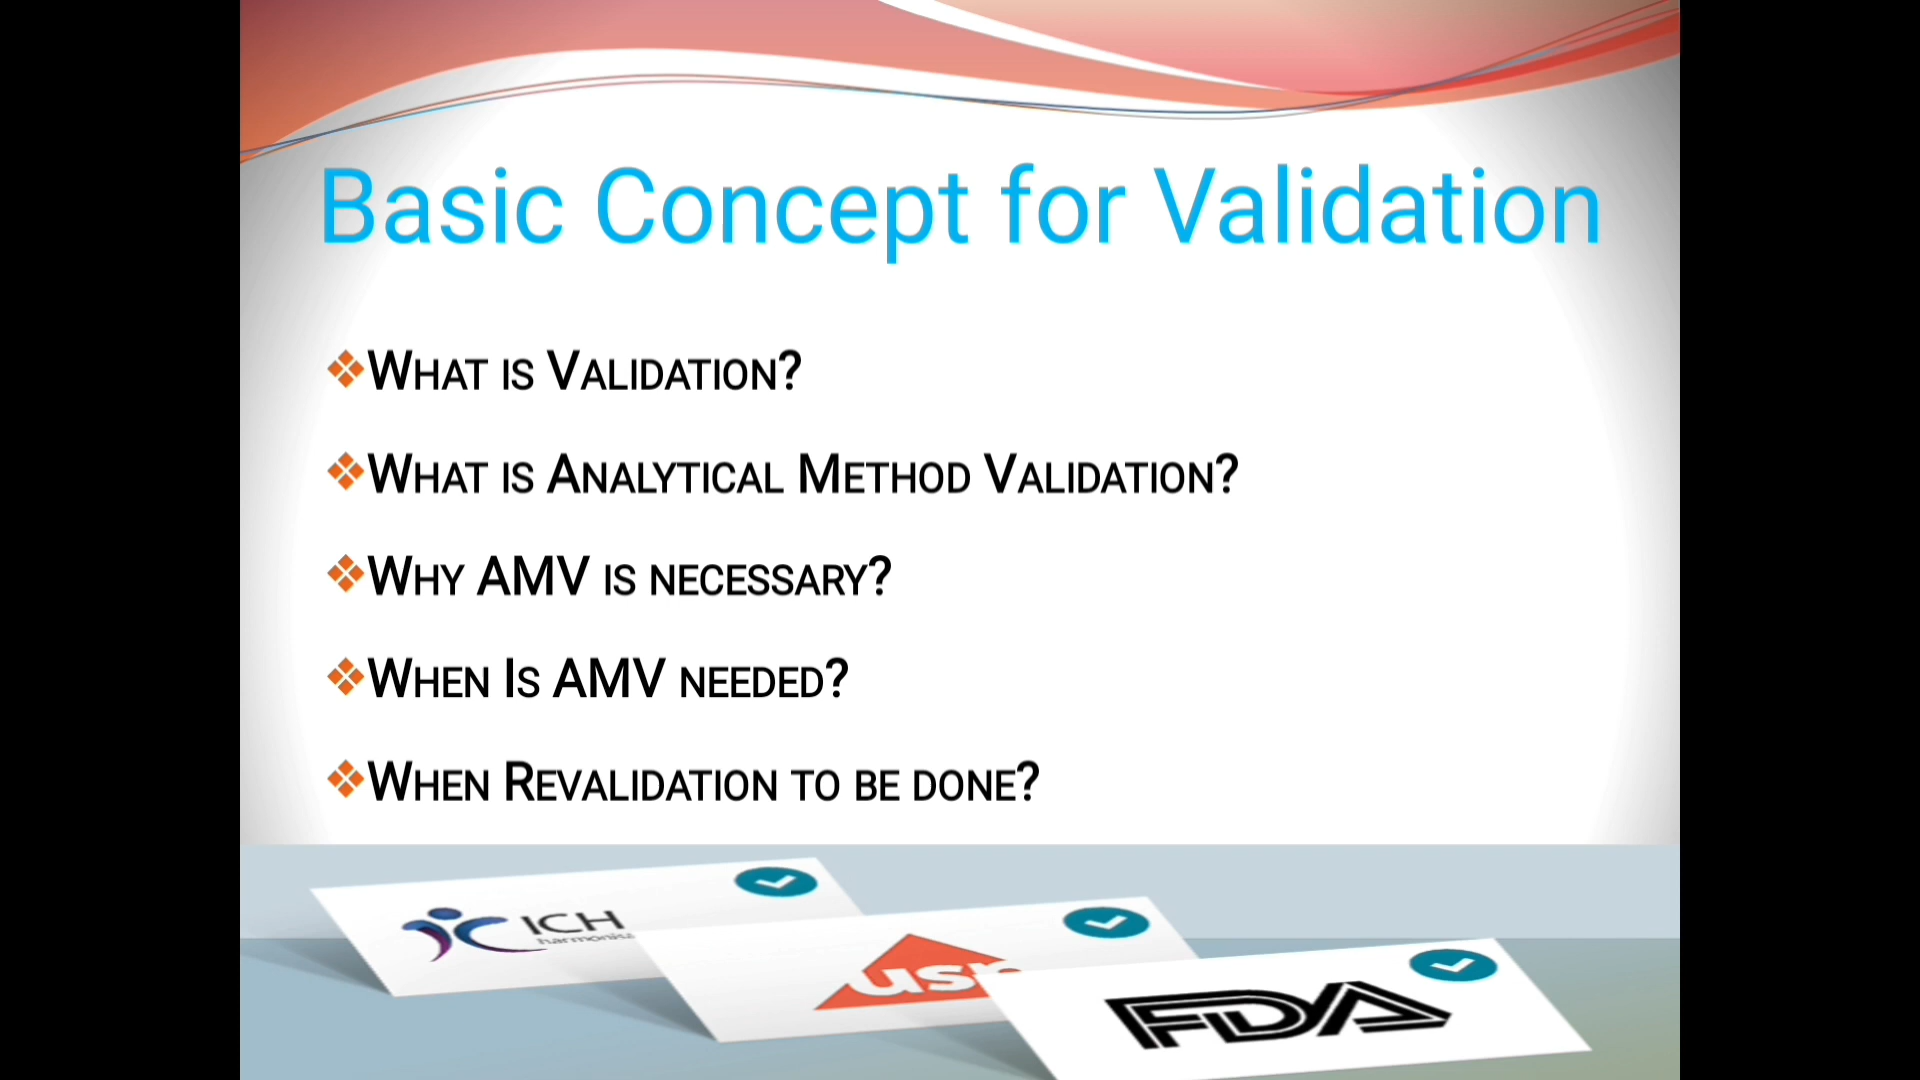 Basic Concept for Validation
What is Validation?
What is Analytical Method Validation?
Why AMV is necessary?
When Is AMV needed?
When Revalidation to be done?
ICH
usp
FDA